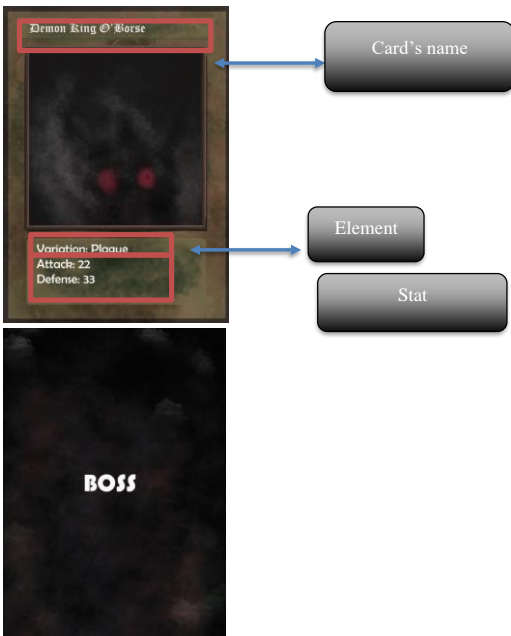 Demon King O'Borse
Card's name
Variation: Plague
Attack: 22
Defense: 33
Element
Stat
BOSS